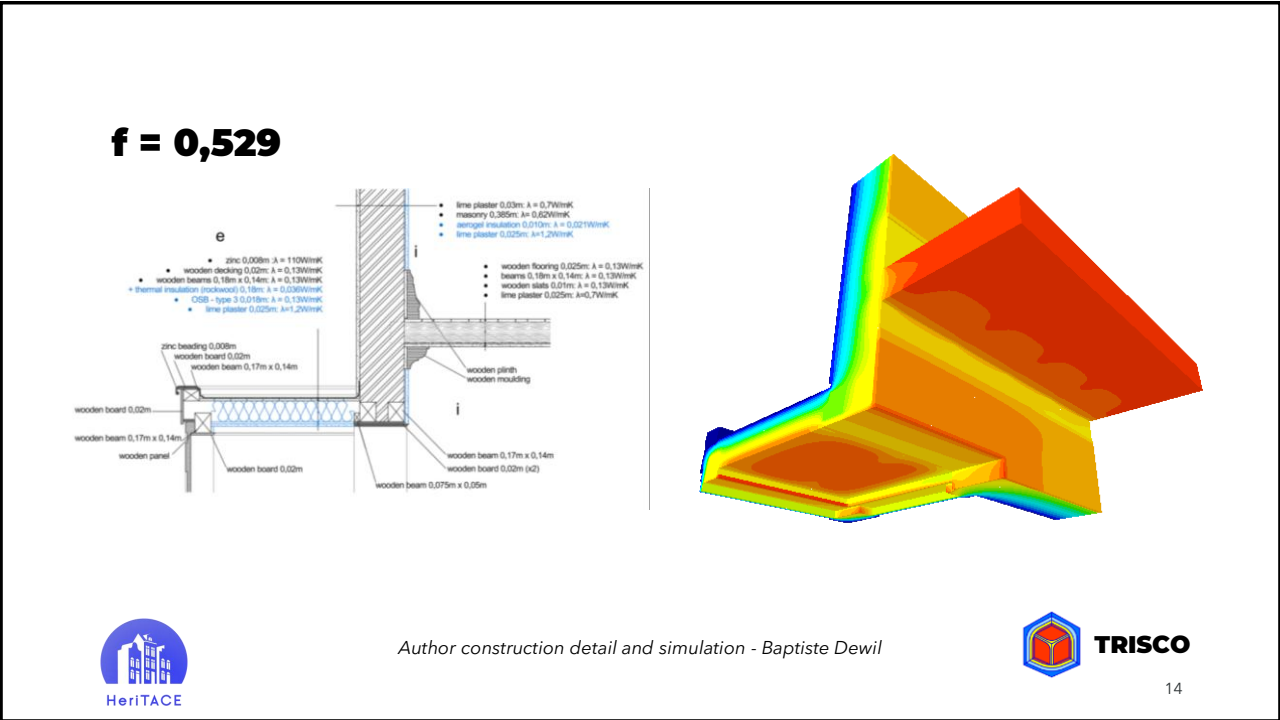 f = 0,529
lime plaster 0,03m: λ = 0,7W/mK
masonry 0,385m: λ= 0,62W/mK
aerogel insulation 0,010m: λ = 0,021W/mK
lime plaster 0,025m: λ=1,2W/mK
e
i
zinc 0,008m :λ = 110W/mK
wooden decking 0,02m: λ = 0,13W/mK
wooden beams 0,18m x 0,14m: λ = 0,13W/mK
+ thermal insulation (rockwool) 0,18m: λ = 0,036W/mK
OSB - type 3 0,018m: λ = 0,13W/mK
lime plaster 0,025m: λ=1,2W/mK
wooden flooring 0,025m: λ = 0,13W/mK
beams 0,18m x 0,14m: λ = 0,13W/mK
wooden slats 0,01m: λ = 0,13W/mK
lime plaster 0,025m: λ=0,7W/mK
zinc beading 0,008m
wooden board 0,02m
wooden beam 0,17m x 0,14m
wooden plinth
wooden moulding
wooden board 0,02m
i
wooden beam 0,17m x 0,14m
wooden panel
wooden board 0,02m
wooden beam 0,17m x 0,14m
wooden board 0,02m (x2)
wooden beam 0,075m x 0,05m
HeriTACE
Author construction detail and simulation - Baptiste Dewil
TRISCO
14